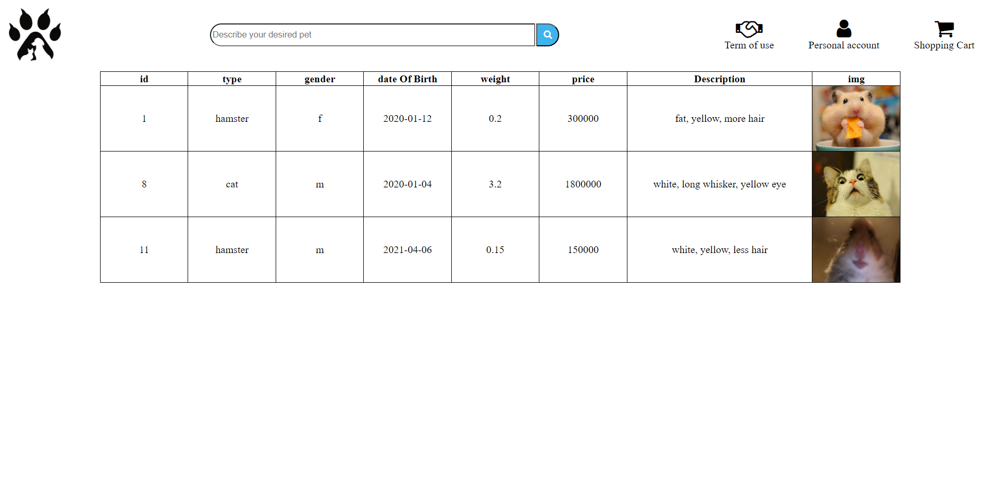 Describe your desired pet
Term of use
Personal account
Shopping Cart
id type gender date Of Birth weight price Description img
1 hamster f 2020-01-12 0.2 300000 fat, yellow, more hair
8 cat m 2020-01-04 3.2 1800000 white, long whisker, yellow eye
11 hamster m 2021-04-06 0.15 150000 white, yellow, less hair